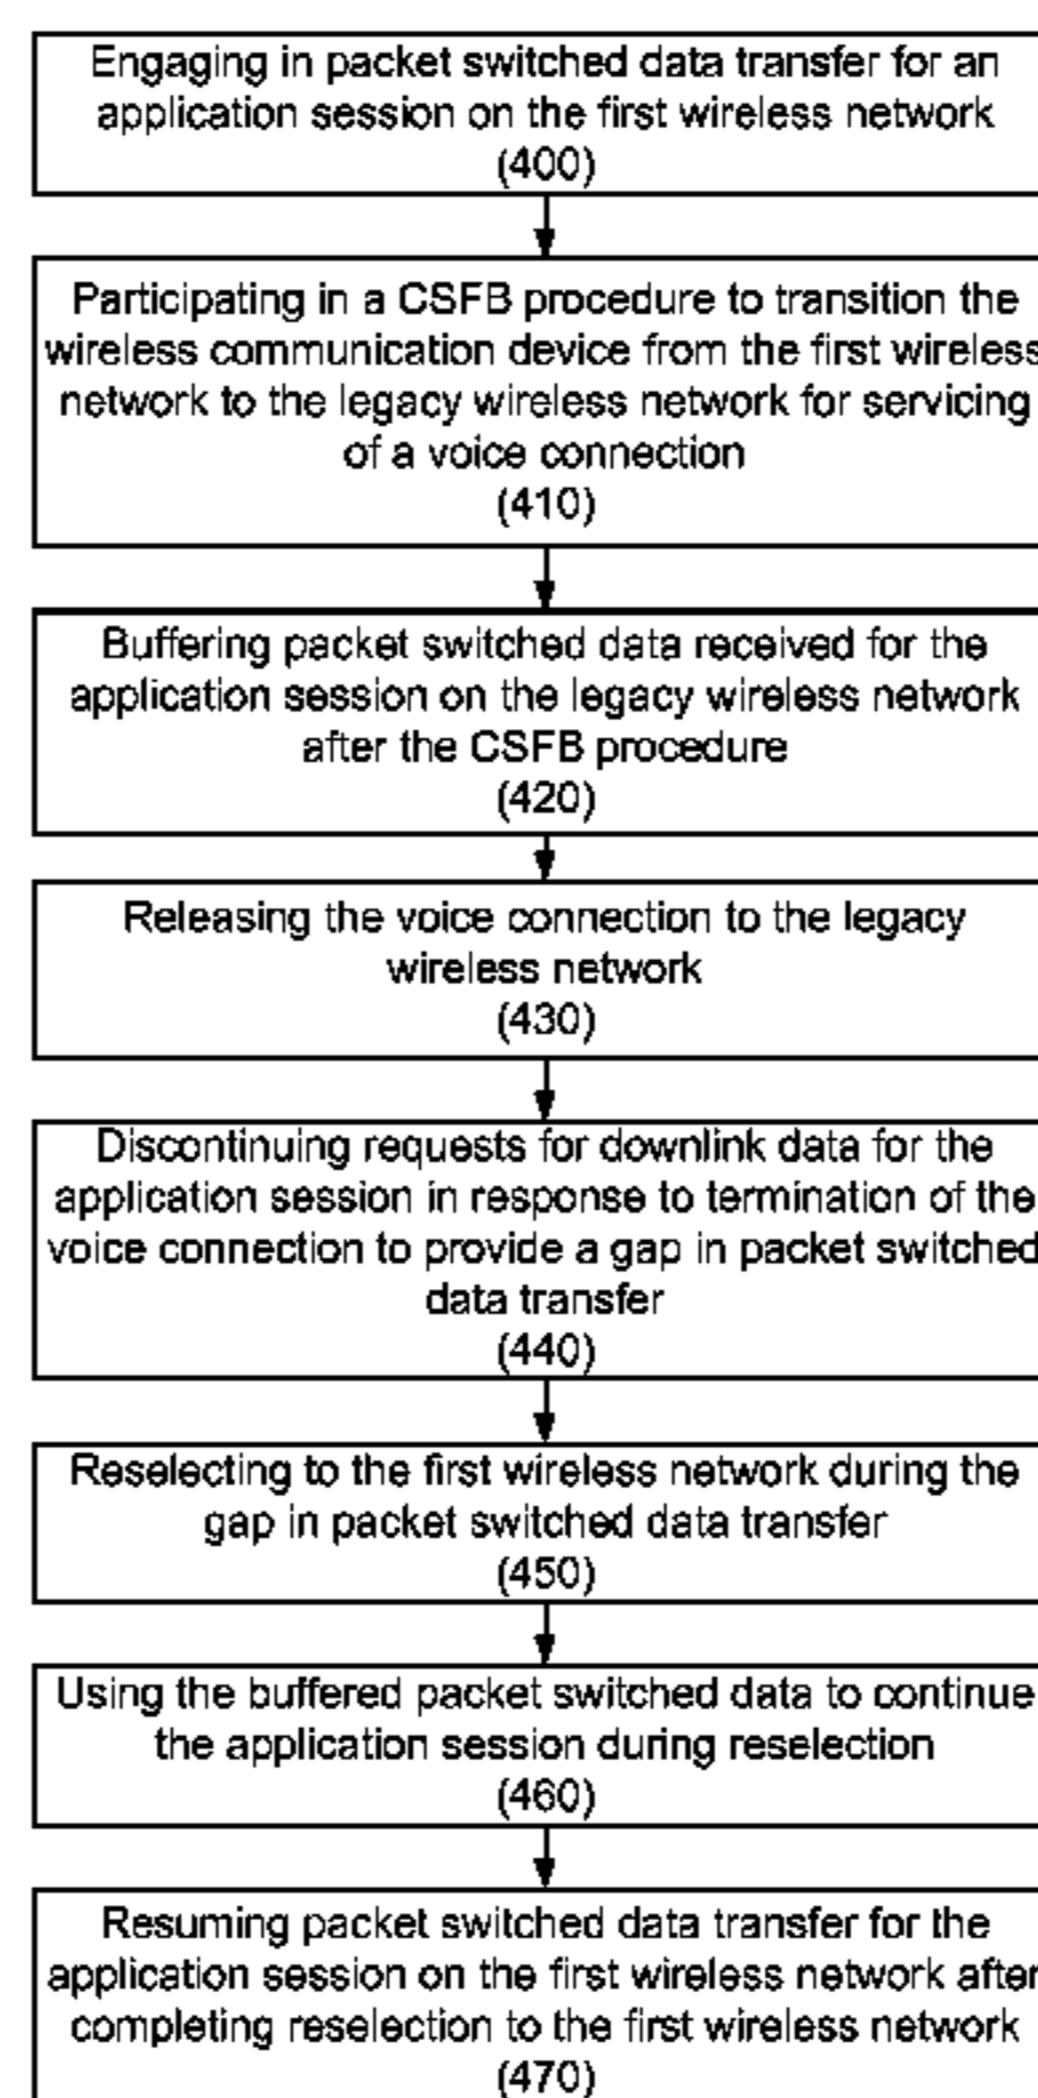 Engaging in packet switched data transfer for an
application session on the first wireless network
(400)
Participating in a CSFB procedure to transition the
wireless communication device from the first wireless
network to the legacy wireless network for servicing
of a voice connection
(410)
Buffering packet switched data received for the
application session on the legacy wireless network
after the CSFB procedure
(420)
Releasing the voice connection to the legacy
wireless network
(430)
Discontinuing requests for downlink data for the
application session in response to termination of the
voice connection to provide a gap in packet switched
data transfer
(440)
Reselecting to the first wireless network during the
gap in packet switched data transfer
(450)
Using the buffered packet switched data to continue
the application session during reselection
(460)
Resuming packet switched data transfer for the
application session on the first wireless network after
completing reselection to the first wireless network
(470)